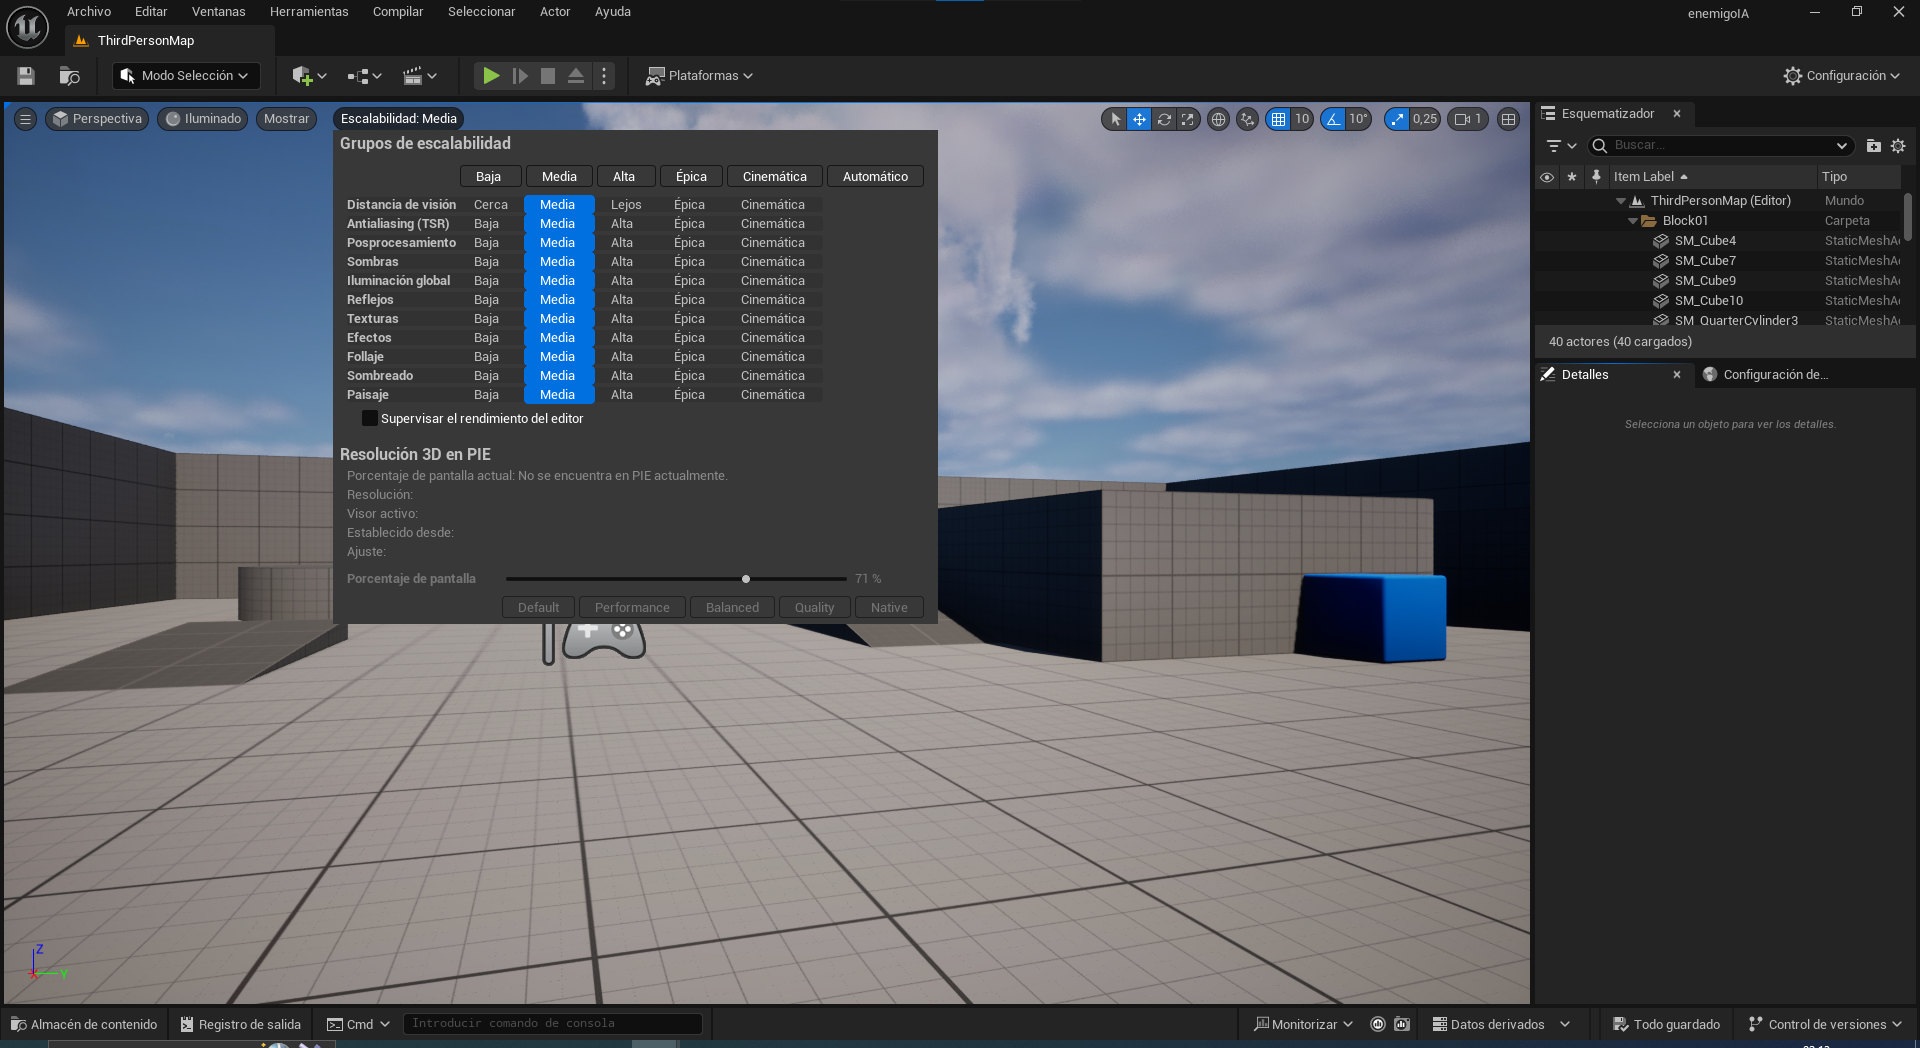 Archivo Editar Ventanas Herramientas Compilar Seleccionar Actor Ayuda
enemigoIA
ThirdPersonMap
Modo Selección
Plataformas
Configuración
Perspectiva Iluminado Mostrar Escalabilidad: Media
10 10° 0,25 1
Grupos de escalabilidad
Baja Media Alta Épica Cinemática Automático
Distancia de visión Cerca Media Lejos Épica Cinemática
Antialiasing (TSR) Baja Media Alta Épica Cinemática
Posprocesamiento Baja Media Alta Épica Cinemática
Sombras Baja Media Alta Épica Cinemática
Iluminación global Baja Media Alta Épica Cinemática
Reflejos Baja Media Alta Épica Cinemática
Texturas Baja Media Alta Épica Cinemática
Efectos Baja Media Alta Épica Cinemática
Follaje Baja Media Alta Épica Cinemática
Sombreado Baja Media Alta Épica Cinemática
Paisaje Baja Media Alta Épica Cinemática
Supervisar el rendimiento del editor
Resolución 3D en PIE
Porcentaje de pantalla actual: No se encuentra en PIE actualmente.
Resolución:
Visor activo:
Establecido desde:
Ajuste:
Porcentaje de pantalla 71 %
Default Performance Balanced Quality Native
Z
X Y
Esquematizador
Buscar...
Item Label Tipo
ThirdPersonMap (Editor) Mundo
Block01 Carpeta
SM_Cube4 StaticMeshA
SM_Cube7 StaticMeshA
SM_Cube9 StaticMeshA
SM_Cube10 StaticMeshA
SM_QuarterCylinder3 StaticMeshA
40 actores (40 cargados)
Detalles Configuración de...
Selecciona un objeto para ver los detalles.
Almacén de contenido Registro de salida Cmd Introducir comando de consola Monitorizar Datos derivados Todo guardado Control de versiones